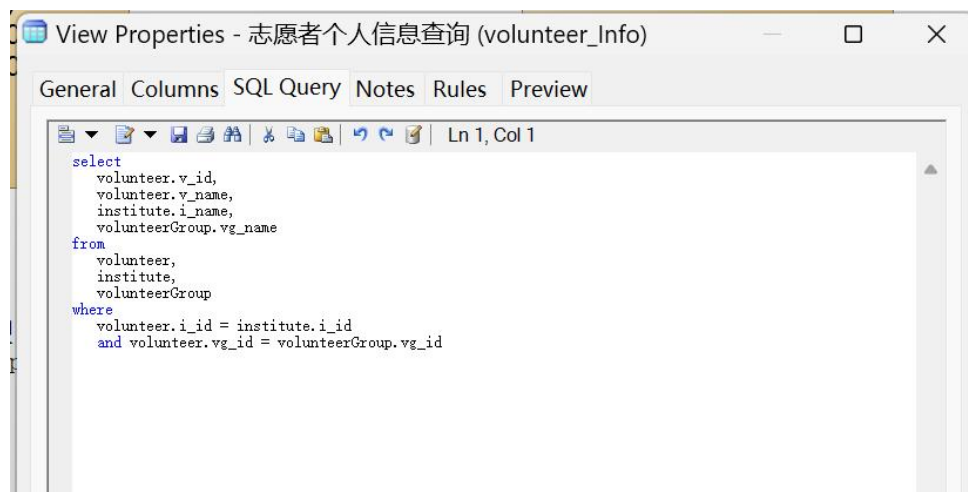 View Properties - 志愿者个人信息查询 (volunteer_Info)
General Columns SQL Query Notes Rules Preview
Ln 1, Col 1
select
volunteer.v_id,
volunteer.v_name,
institute.i_name,
volunteerGroup.vg_name
from
volunteer,
institute,
volunteerGroup
where
volunteer.i_id = institute.i_id
and volunteer.vg_id = volunteerGroup.vg_id